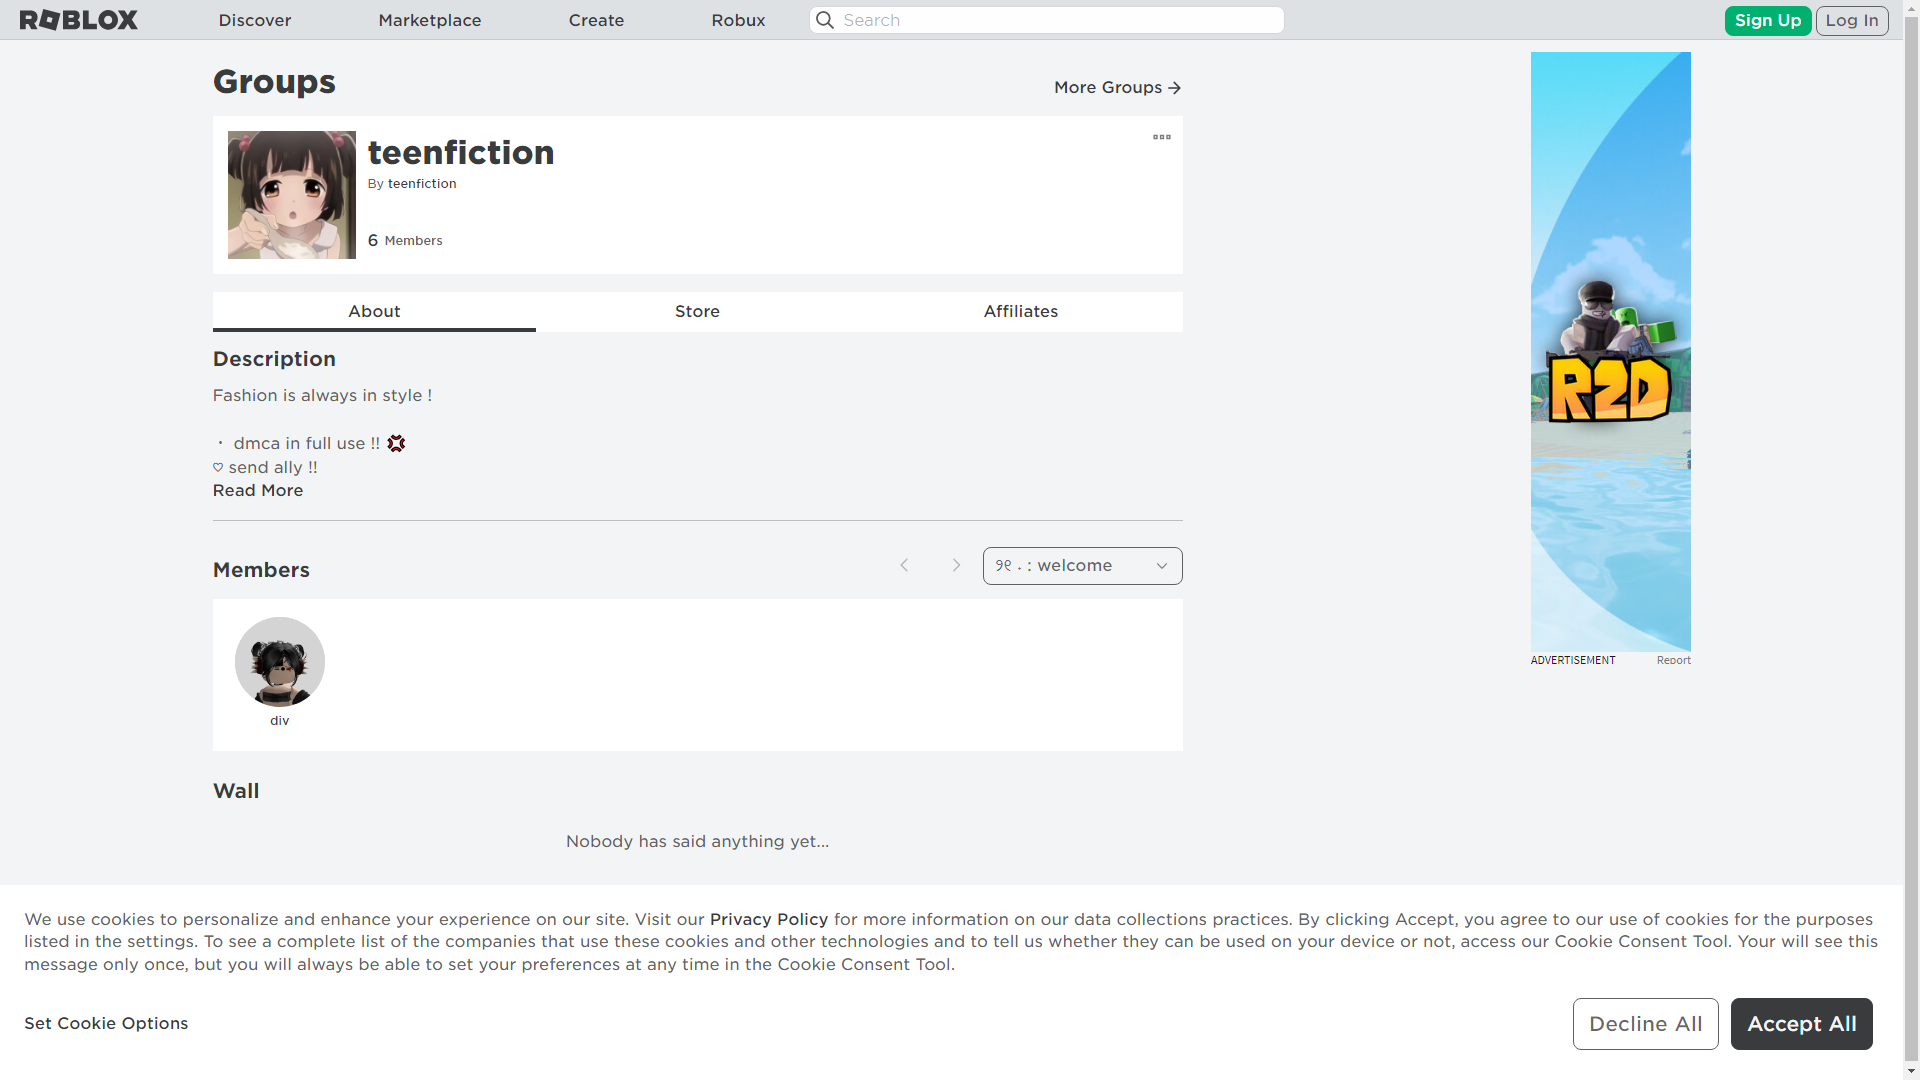 ROBLOX
Discover
Marketplace
Create
Robux
Search
Sign Up
Log In
Groups
More Groups
teenfiction
By teenfiction
6 Members
About
Store
Affiliates
Description
Fashion is always in style !
・ dmca in full use !! 💢
♡ send ally !!
Read More
Members
୨୧ . : welcome
div
Wall
Nobody has said anything yet...
R2D
ADVERTISEMENT
Report
We use cookies to personalize and enhance your experience on our site. Visit our Privacy Policy for more information on our data collections practices. By clicking Accept, you agree to our use of cookies for the purposes
listed in the settings. To see a complete list of the companies that use these cookies and other technologies and to tell us whether they can be used on your device or not, access our Cookie Consent Tool. Your will see this
message only once, but you will always be able to set your preferences at any time in the Cookie Consent Tool.
Set Cookie Options
Decline All
Accept All